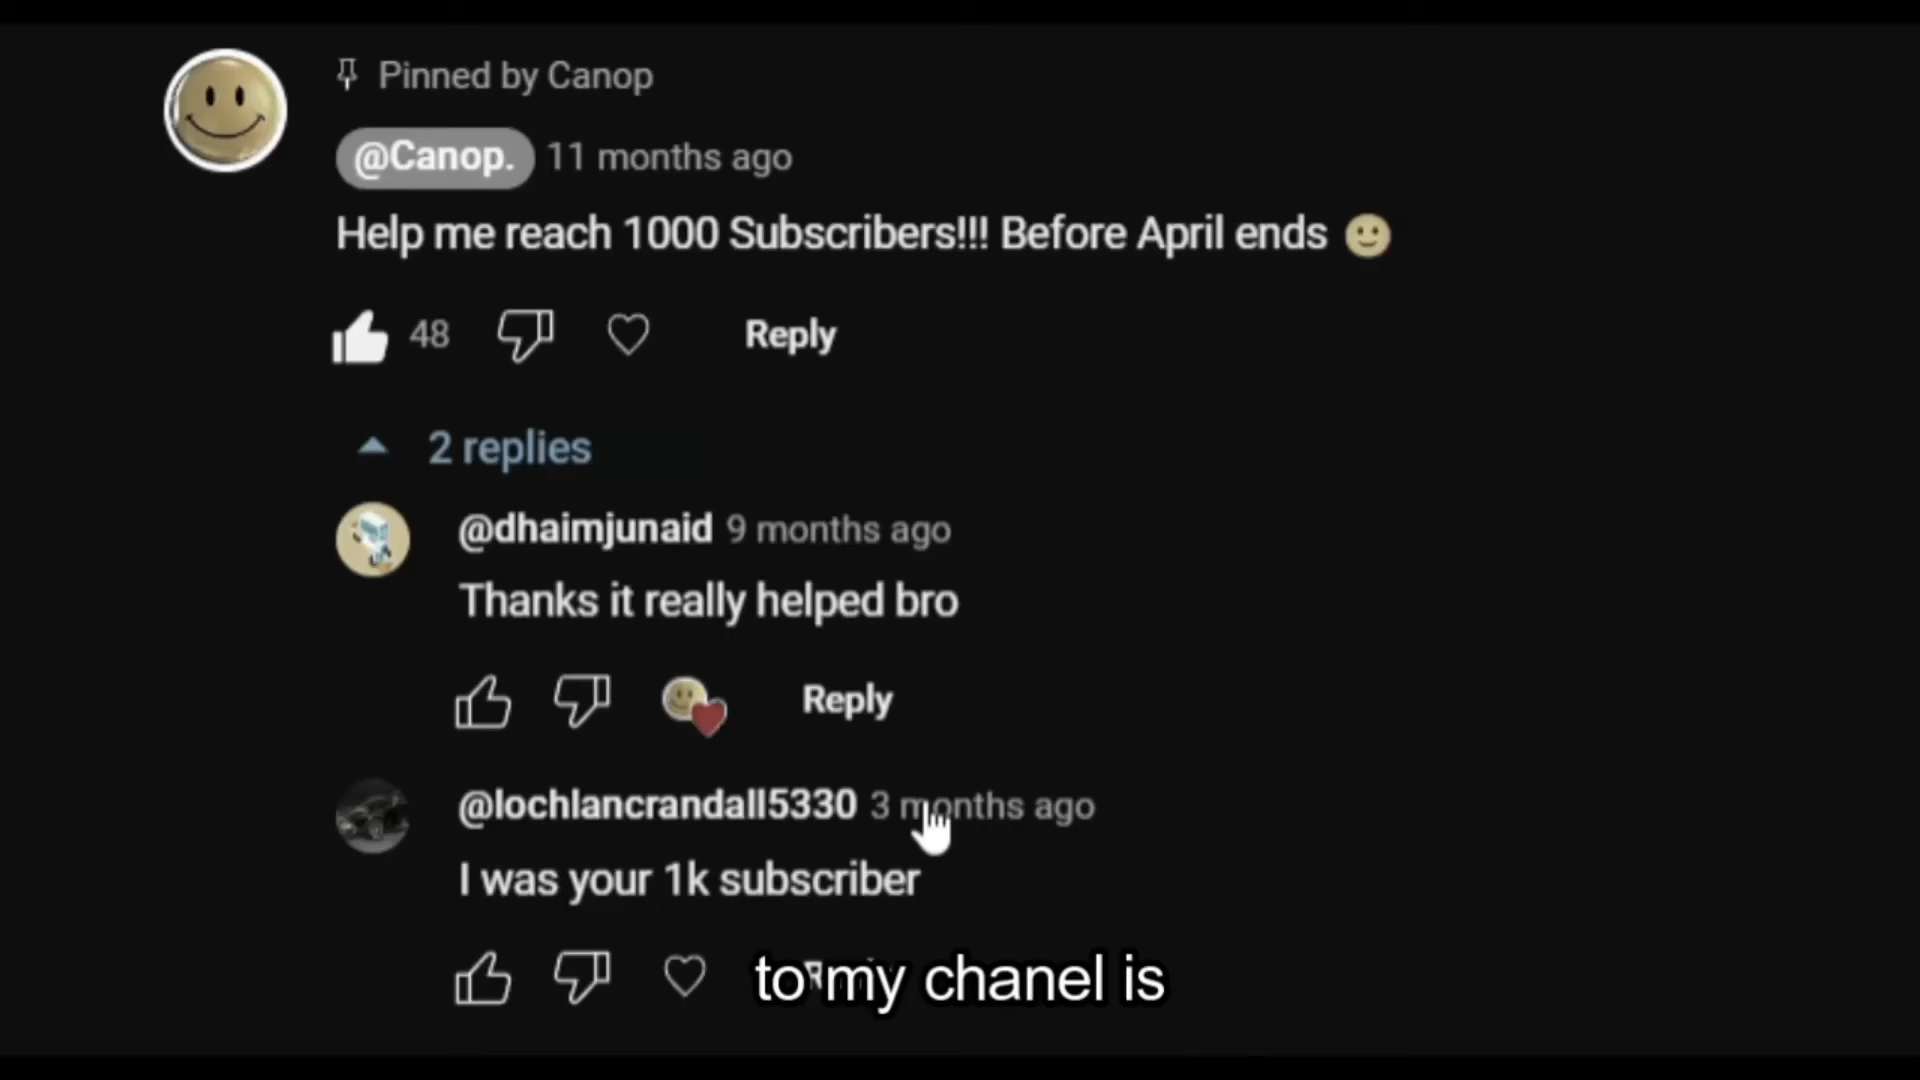 Pinned by Canop
@Canop. 11 months ago
Help me reach 1000 Subscribers!!! Before April ends
48 Reply
2 replies
@dhaimjunaid 9 months ago
Thanks it really helped bro
Reply
@lochlancrandall5330 3 months ago
I was your 1k subscriber
to my chanel is